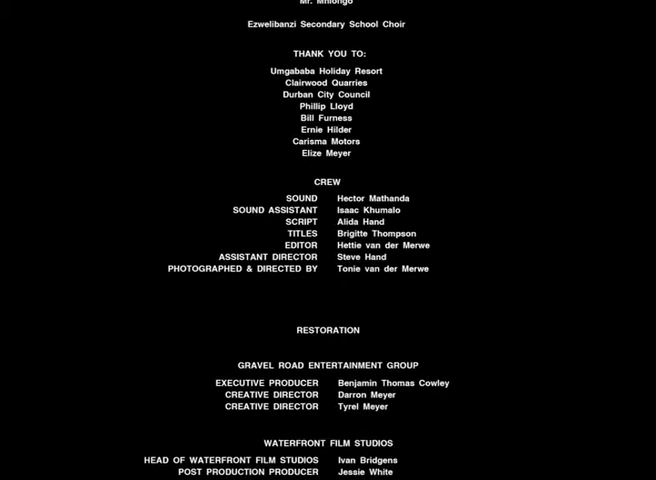 Mr. Mhlongo
Ezwelibanzi Secondary School Choir
THANK YOU TO:
Umgababa Holiday Resort
Clairwood Quarries
Durban City Council
Phillip Lloyd
Bill Furness
Ernie Hilder
Carisma Motors
Elize Meyer
CREW
SOUND Hector Mathanda
SOUND ASSISTANT Isaac Khumalo
SCRIPT Alida Hand
TITLES Brigitte Thompson
EDITOR Hettie van der Merwe
ASSISTANT DIRECTOR Steve Hand
PHOTOGRAPHED & DIRECTED BY Tonie van der Merwe
RESTORATION
GRAVEL ROAD ENTERTAINMENT GROUP
EXECUTIVE PRODUCER Benjamin Thomas Cowley
CREATIVE DIRECTOR Darron Meyer
CREATIVE DIRECTOR Tyrel Meyer
WATERFRONT FILM STUDIOS
HEAD OF WATERFRONT FILM STUDIOS Ivan Bridgens
POST PRODUCTION PRODUCER Jessie White